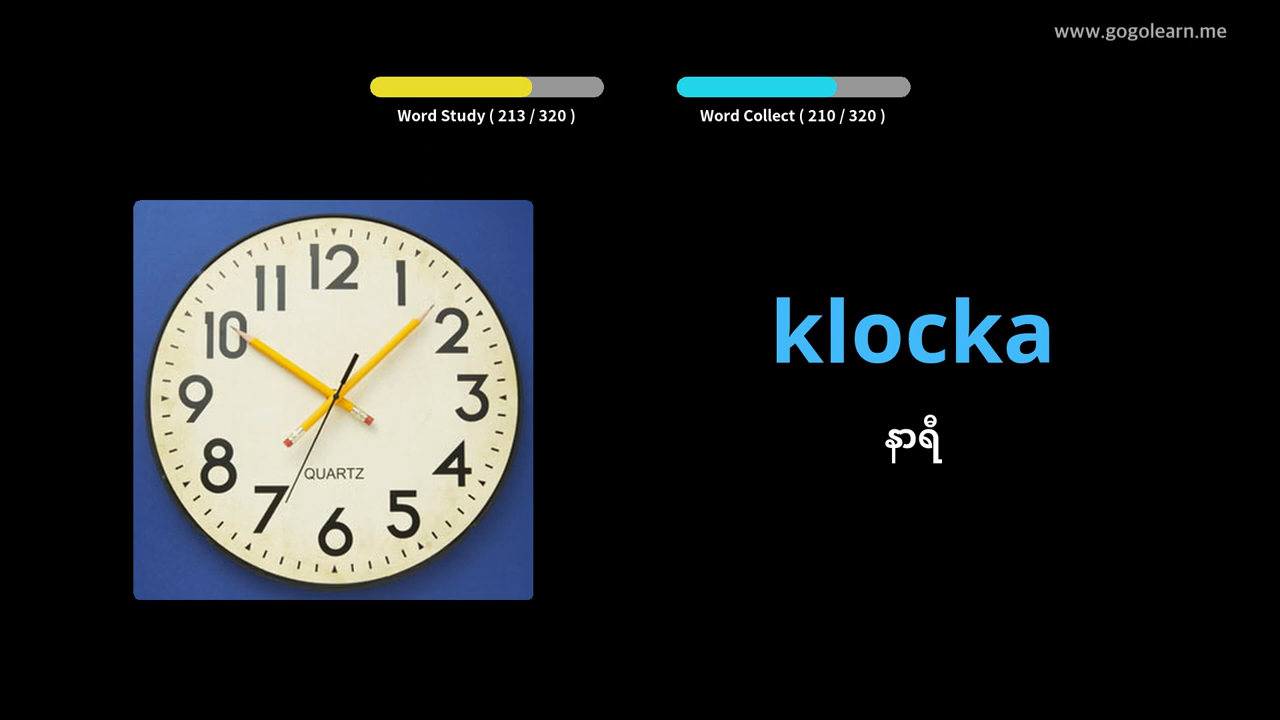 www.gogolearn.me
Word Study ( 213 / 320 )
Word Collect ( 210 / 320 )
12
11
1
10
2
9
3
8
4
QUARTZ
7
5
6
klocka
နာရီ